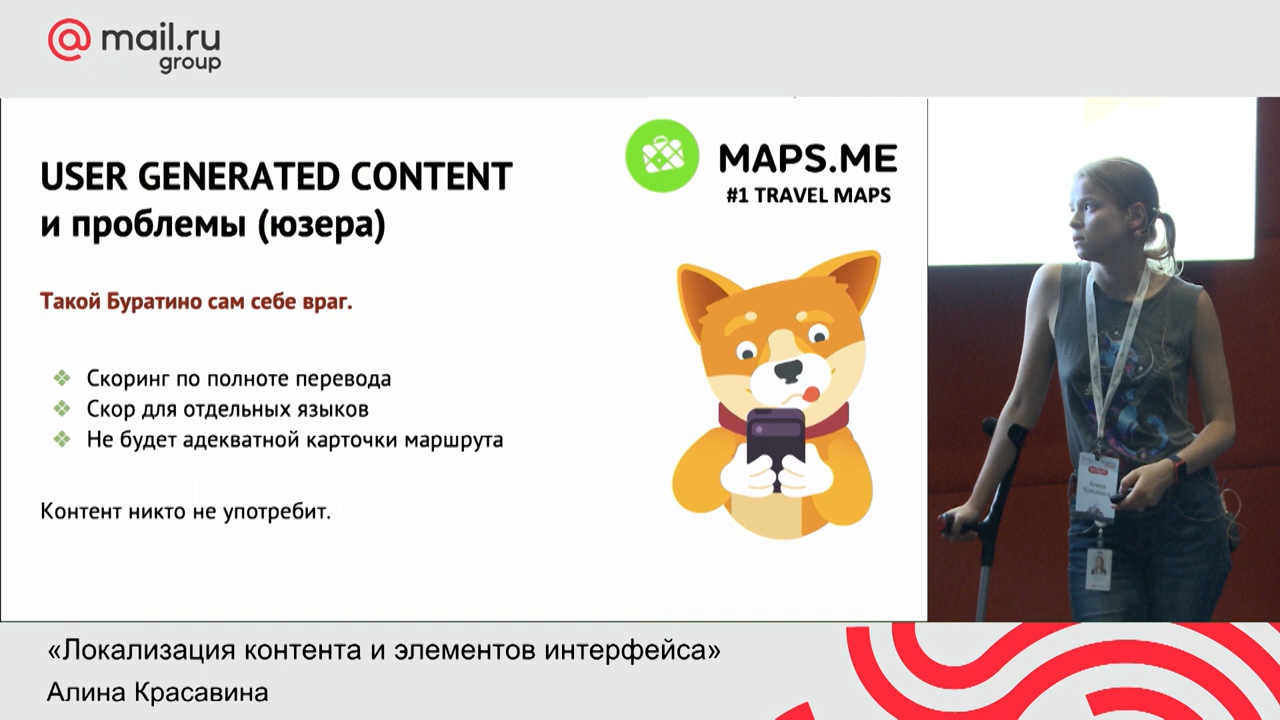 mail.ru
group
USER GENERATED CONTENT
и проблемы (юзера)
Такой Буратино сам себе враг.
Скоринг по полноте перевода
Скор для отдельных языков
Не будет адекватной карточки маршрута
Контент никто не употребит.
MAPS.ME
#1 TRAVEL MAPS
«Локализация контента и элементов интерфейса»
Алина Красавина